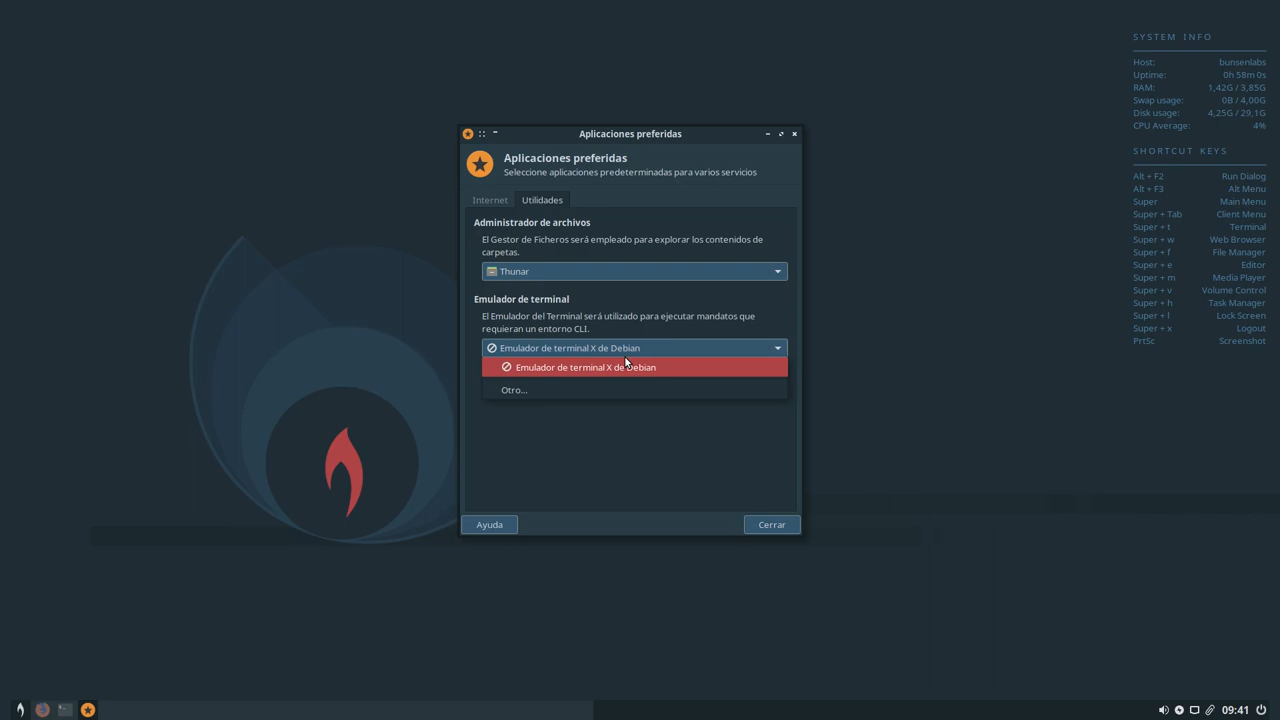 Aplicaciones preferidas
Aplicaciones preferidas
Seleccione aplicaciones predeterminadas para varios servicios
Internet Utilidades
Administrador de archivos
El Gestor de Ficheros será empleado para explorar los contenidos de
carpetas.
Thunar
Emulador de terminal
El Emulador del Terminal será utilizado para ejecutar mandatos que
requieran un entorno CLI.
Emulador de terminal X de Debian
Emulador de terminal X de Debian
Otro...
Ayuda Cerrar
SYSTEM INFO
Host: bunsenlabs
Uptime: 0h 58m 0s
RAM: 1,42G / 3,85G
Swap usage: 0B / 4,00G
Disk usage: 4,25G / 29,1G
CPU Average: 4%
SHORTCUT KEYS
Alt + F2 Run Dialog
Alt + F3 Alt Menu
Super Main Menu
Super + Tab Client Menu
Super + t Terminal
Super + w Web Browser
Super + f File Manager
Super + e Editor
Super + m Media Player
Super + v Volume Control
Super + h Task Manager
Super + l Lock Screen
Super + x Logout
PrtSc Screenshot
09:41